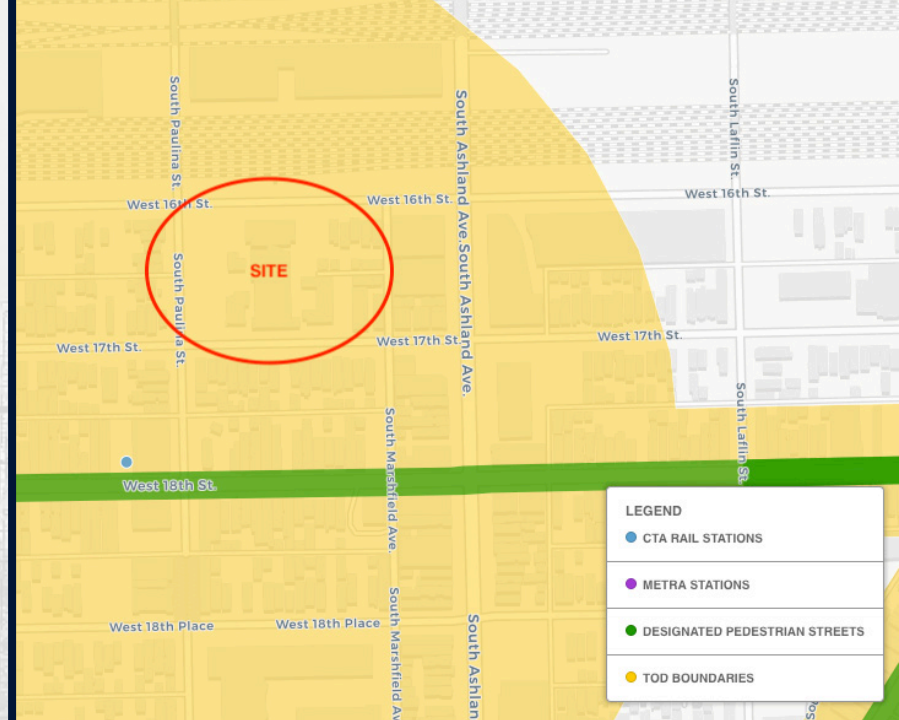 South Paulina St.
South Ashland Ave.
South Laflin St.
West 16th St.
West 16th St.
West 16th St.
South Paulina St.
SITE
South Ashland Ave.
West 17th St.
West 17th St.
West 17th St.
South Laflin St.
South Marshfield Ave.
West 18th St.
LEGEND
CTA RAIL STATIONS
METRA STATIONS
DESIGNATED PEDESTRIAN STREETS
TOD BOUNDARIES
West 18th Place
West 18th Place
South Marshfield Av
South Ashlan
So